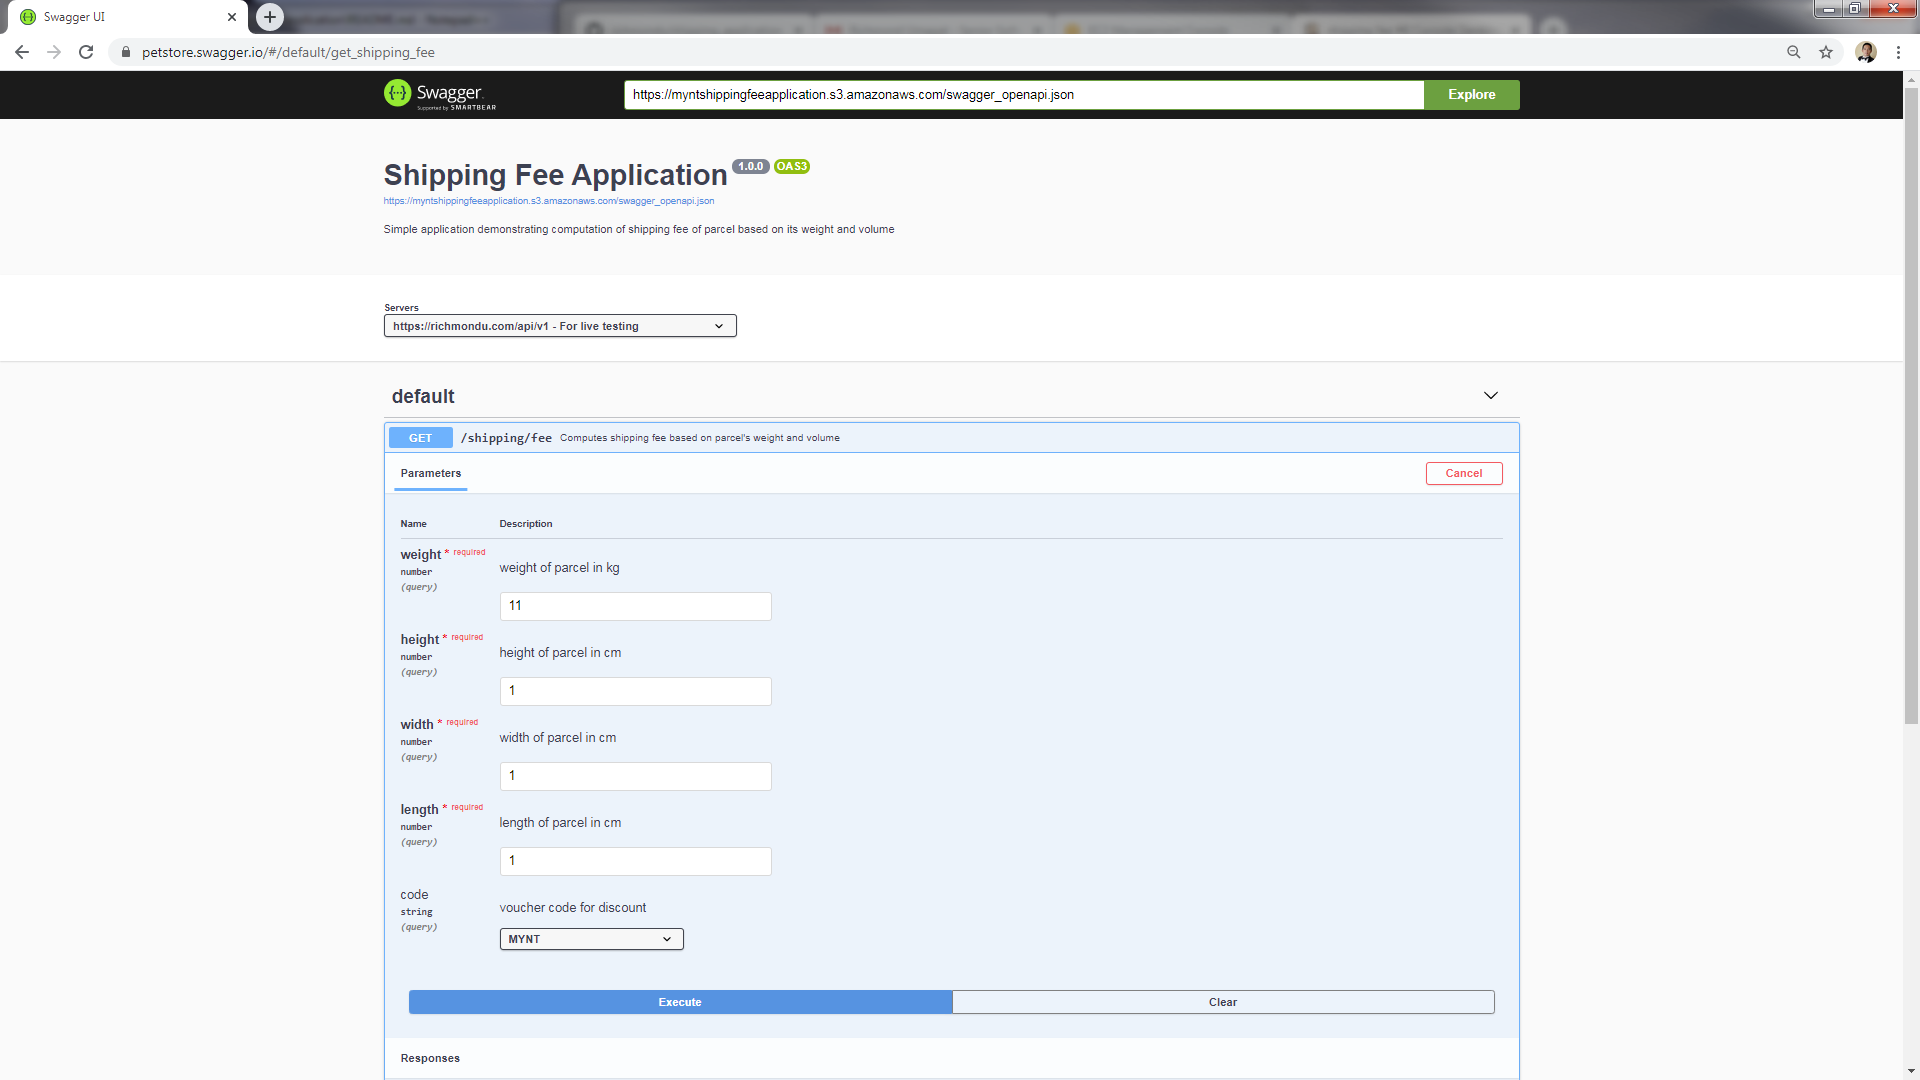 Swagger UI
petstore.swagger.io/#/default/get_shipping_fee
Swagger
Supported by SMARTBEAR
https://myntshippingfeeapplication.s3.amazonaws.com/swagger_openapi.json
Explore
Shipping Fee Application 1.0.0 OAS3
https://myntshippingfeeapplication.s3.amazonaws.com/swagger_openapi.json
Simple application demonstrating computation of shipping fee of parcel based on its weight and volume
Servers
https://richmondu.com/api/v1 - For live testing
default
GET /shipping/fee Computes shipping fee based on parcel's weight and volume
Parameters
Cancel
Name Description
weight * required
number
(query)
weight of parcel in kg
11
height * required
number
(query)
height of parcel in cm
1
width * required
number
(query)
width of parcel in cm
1
length * required
number
(query)
length of parcel in cm
1
code
string
(query)
voucher code for discount
MYNT
Execute
Clear
Responses